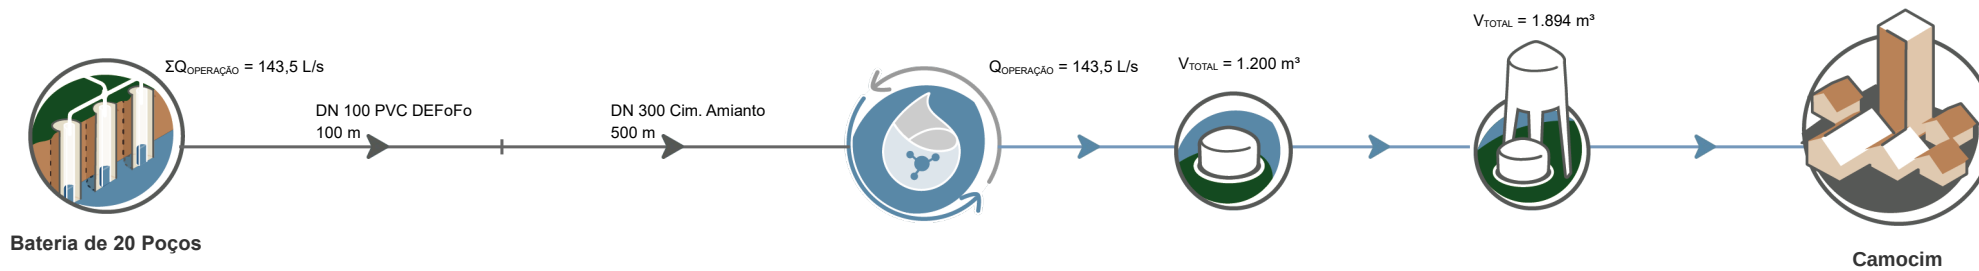 ΣQOPERAÇÃO = 143,5 L/s
DN 100 PVC DEFoFo
100 m
DN 300 Cim. Amianto
500 m
QOPERAÇÃO = 143,5 L/s
VTOTAL = 1.200 m³
VTOTAL = 1.894 m³
Bateria de 20 Poços
Camocim